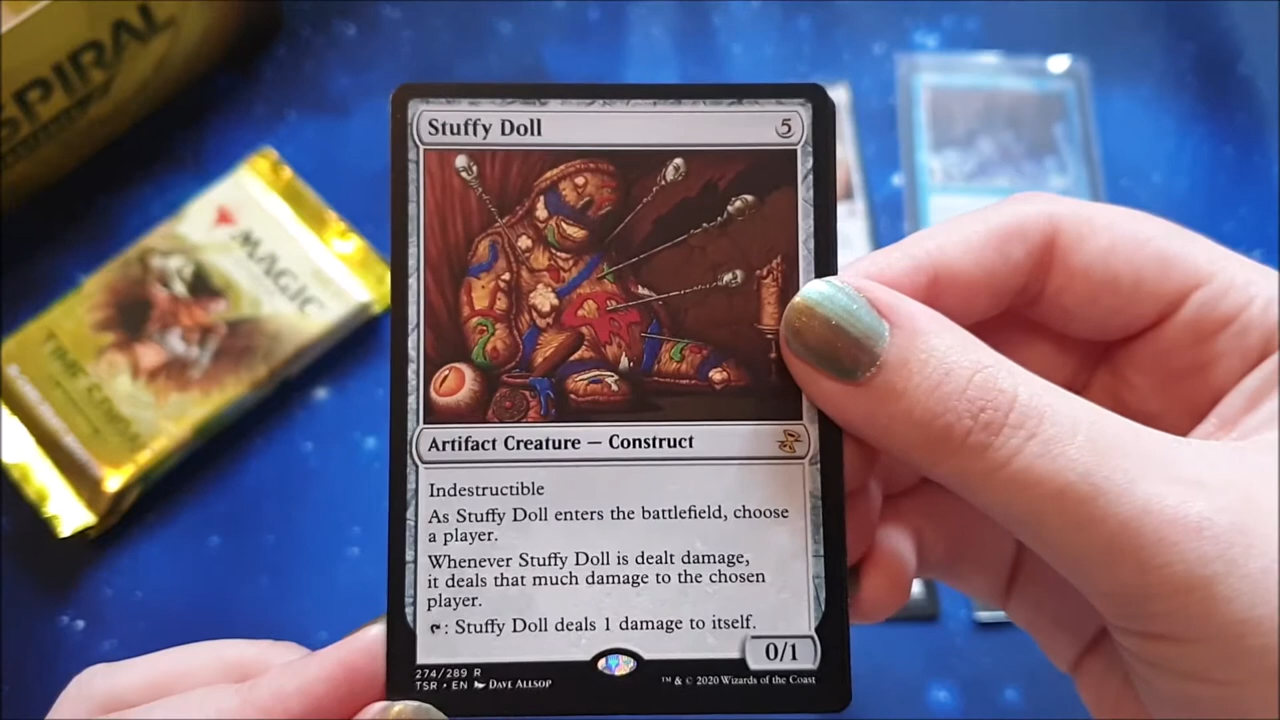 SPIRAL
MAGIC
Stuffy Doll
5
Artifact Creature — Construct
Indestructible
As Stuffy Doll enters the battlefield, choose
a player.
Whenever Stuffy Doll is dealt damage,
it deals that much damage to the chosen
player.
: Stuffy Doll deals 1 damage to itself.
0/1
274/289 R
TSR • EN DAVE ALLSOP
™ & © 2020 Wizards of the Coast